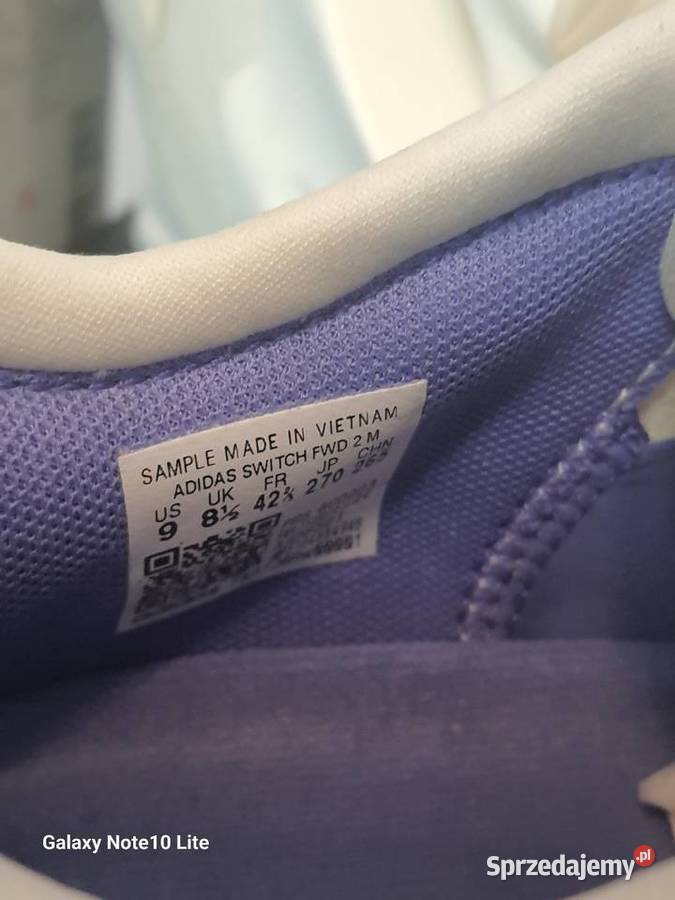 SAMPLE MADE IN VIETNAM
ADIDAS SWITCH FWD 2 M
US UK FR JP CHN
9 8½ 42⅔ 270 265
Galaxy Note10 Lite
Sprzedajemy.pl